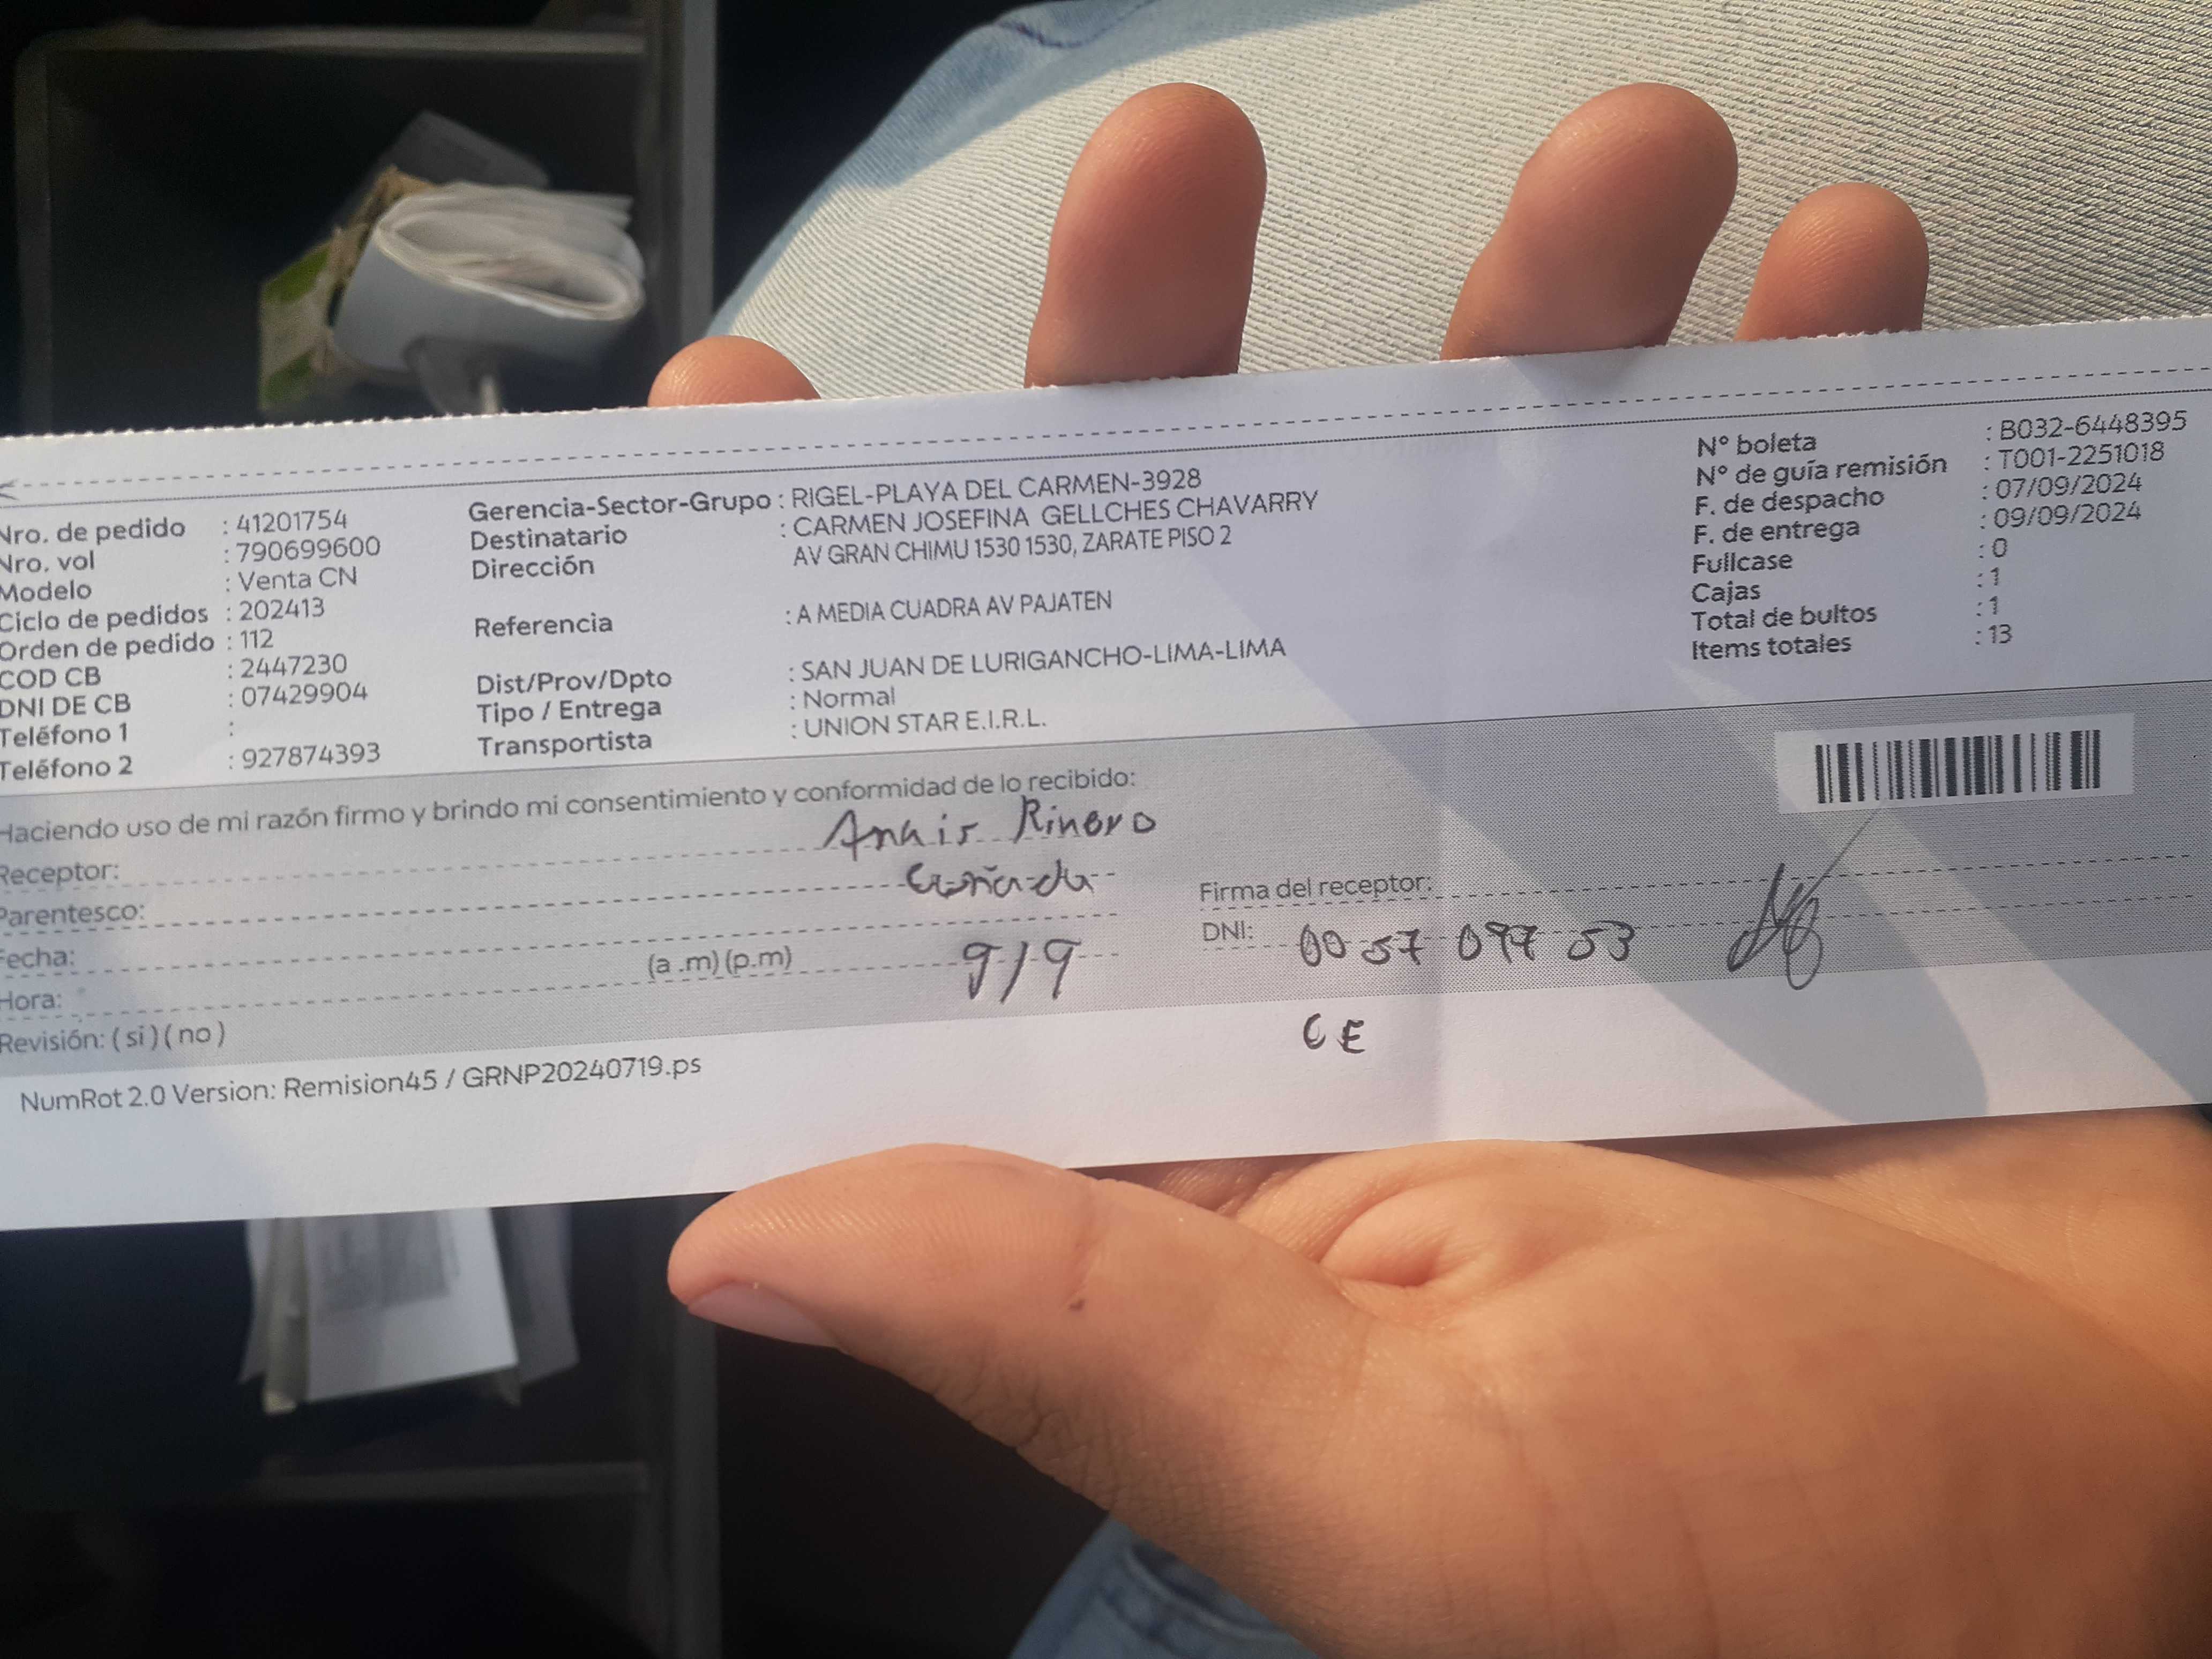 Nro. de pedido : 41201754
Nro. vol : 790699600
Modelo : Venta CN
Ciclo de pedidos : 202413
Orden de pedido : 112
COD CB : 2447230
DNI DE CB : 07429904
Teléfono 1 :
Teléfono 2 : 927874393
Gerencia-Sector-Grupo : RIGEL-PLAYA DEL CARMEN-3928
Destinatario : CARMEN JOSEFINA GELLCHES CHAVARRY
Dirección AV GRAN CHIMU 1530 1530, ZARATE PISO 2
Referencia : A MEDIA CUADRA AV PAJATEN
Dist/Prov/Dpto : SAN JUAN DE LURIGANCHO-LIMA-LIMA
Tipo / Entrega : Normal
Transportista : UNION STAR E.I.R.L.
N° boleta : B032-6448395
N° de guía remisión : T001-2251018
F. de despacho : 07/09/2024
F. de entrega : 09/09/2024
Fullcase : 0
Cajas : 1
Total de bultos : 1
Items totales : 13
Haciendo uso de mi razón firmo y brindo mi consentimiento y conformidad de lo recibido:
Receptor: Anais Rivero
Parentesco: Cuñada
Fecha: 9/9
Hora: (a .m) (p.m)
Revisión: ( si ) ( no )
Firma del receptor:
DNI: 00 57 097 53
CE
NumRot 2.0 Version: Remision45 / GRNP20240719.ps